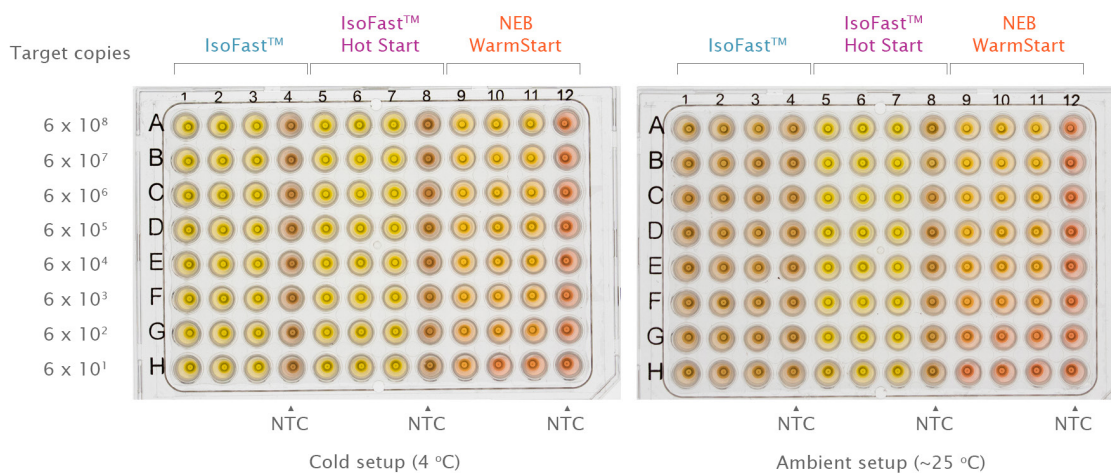 Target copies
IsoFast™
IsoFast™
Hot Start
NEB
WarmStart
IsoFast™
IsoFast™
Hot Start
NEB
WarmStart
1 2 3 4 5 6 7 8 9 10 11 12
1 2 3 4 5 6 7 8 9 10 11 12
6 x 10⁸
A
A
6 x 10⁷
B
B
6 x 10⁶
C
C
6 x 10⁵
D
D
6 x 10⁴
E
E
6 x 10³
F
F
6 x 10²
G
G
6 x 10¹
H
H
NTC
NTC
NTC
NTC
NTC
NTC
Cold setup (4 ºC)
Ambient setup (~25 ºC)